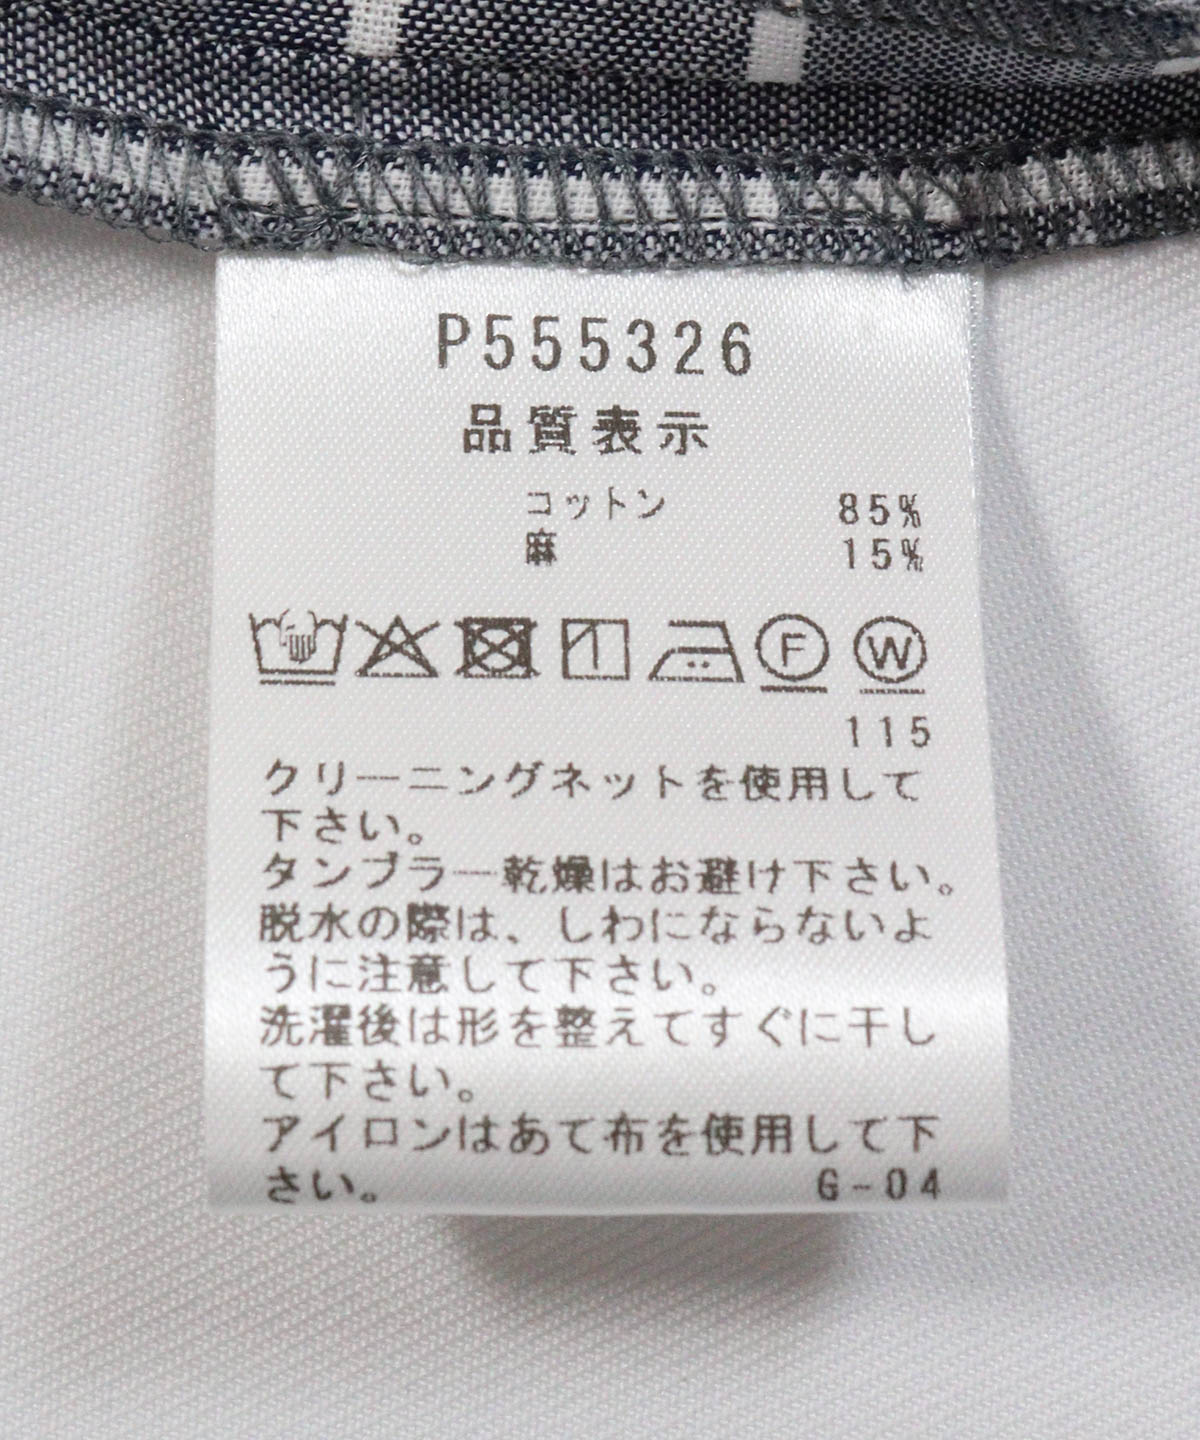 P555326
品質表示
コットン 85%
麻 15%
F W
115
クリーニングネットを使用して
下さい。
タンブラー乾燥はお避け下さい。
脱水の際は、しわにならないよ
うに注意して下さい。
洗濯後は形を整えてすぐに干し
て下さい。
アイロンはあて布を使用して下
さい。 G-04